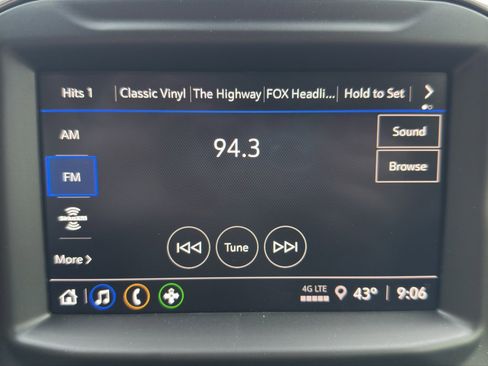 Hits 1 Classic Vinyl The Highway FOX Headli... Hold to Set
AM
94.3
Sound
FM
Browse
SiriusXM
Tune
More
4G LTE
43° 9:06